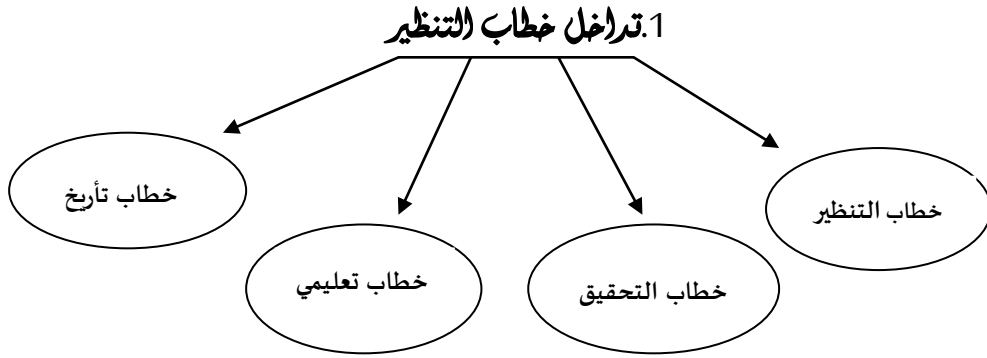 1.تداخل خطاب التنظير
خطاب التنظير
خطاب التحقيق
خطاب تعليمي
خطاب تأريخ